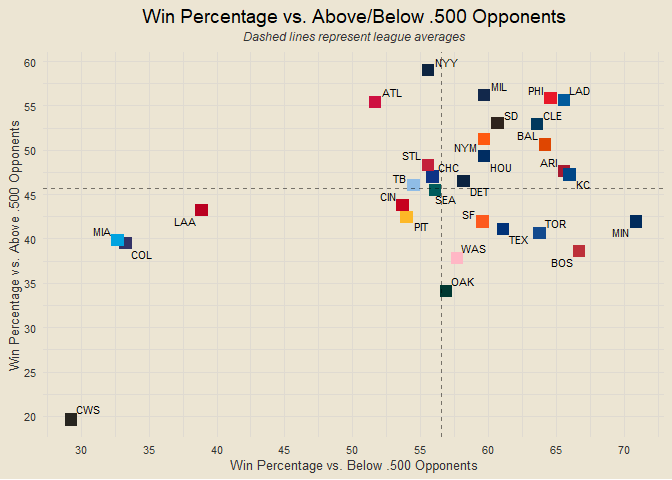 Win Percentage vs. Above/Below .500 Opponents
Dashed lines represent league averages
Win Percentage vs. Above .500 Opponents
60
55
50
45
40
35
30
25
20
NYY
ATL
MIL
PHI
LAD
SD
CLE
BAL
NYM
HOU
STL
CHC
ARI
KC
TB
DET
SEA
CIN
PIT
LAA
SF
TEX
TOR
MIN
MIA
COL
WAS
BOS
OAK
CWS
30
35
40
45
50
55
60
65
70
Win Percentage vs. Below .500 Opponents